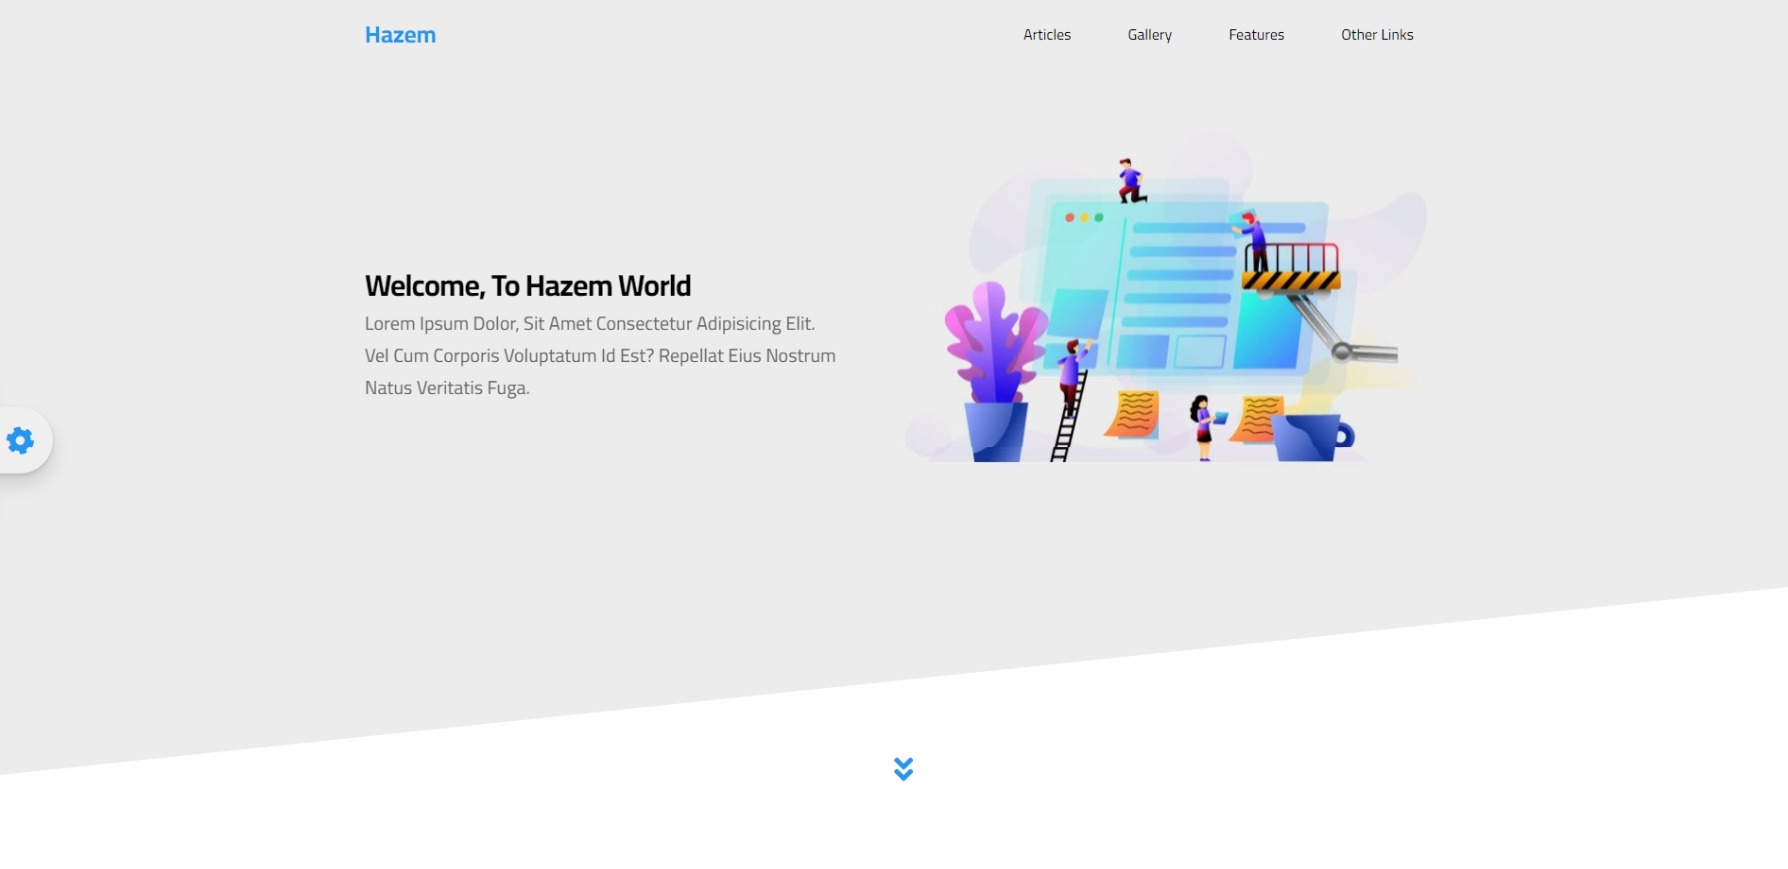 Hazem
Articles Gallery Features Other Links
Welcome, To Hazem World
Lorem Ipsum Dolor, Sit Amet Consectetur Adipisicing Elit.
Vel Cum Corporis Voluptatum Id Est? Repellat Eius Nostrum
Natus Veritatis Fuga.